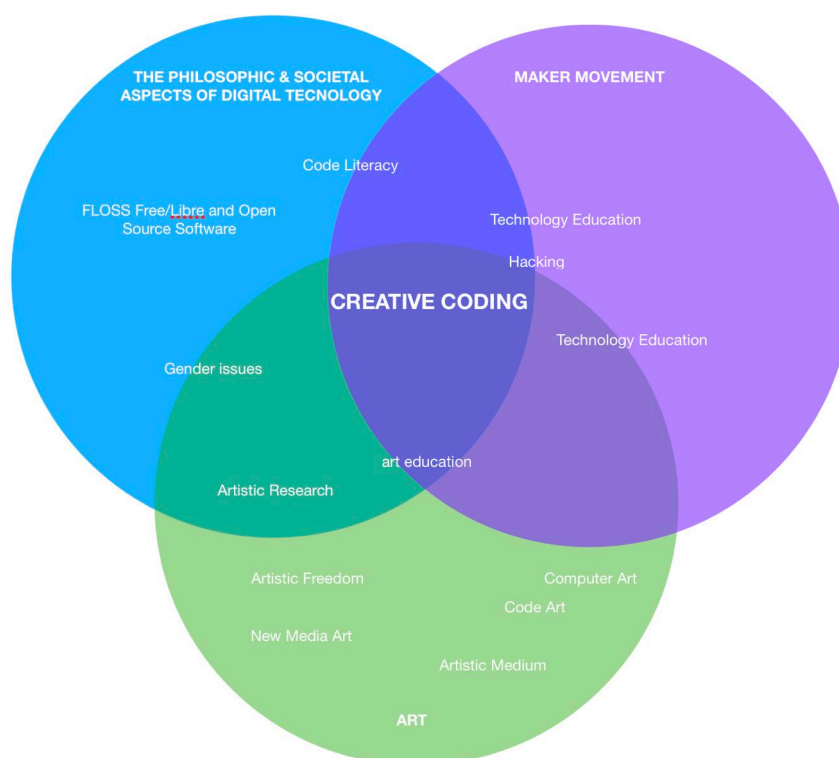 THE PHILOSOPHIC & SOCIETAL
ASPECTS OF DIGITAL TECNOLOGY
MAKER MOVEMENT
Code Literacy
FLOSS Free/Libre and Open
Source Software
Technology Education
Hacking
CREATIVE CODING
Technology Education
Gender issues
art education
Artistic Research
Artistic Freedom
Computer Art
Code Art
New Media Art
Artistic Medium
ART